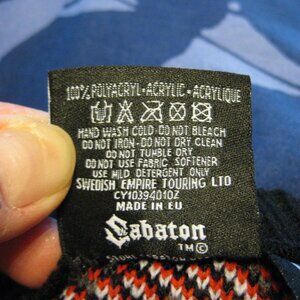 100% POLYACRYL•ACRYLIC•ACRYLIQUE
HAND WASH COLD•DO NOT BLEACH
DO NOT IRON•DO NOT DRY CLEAN
DO NOT TUMBLE DRY
DO NOT USE FABRIC SOFTENER
USE MILD DETERGENT ONLY
SWEDISH EMPIRE TOURING LTD
CY10394010Z
MADE IN EU
Sabaton
TM©